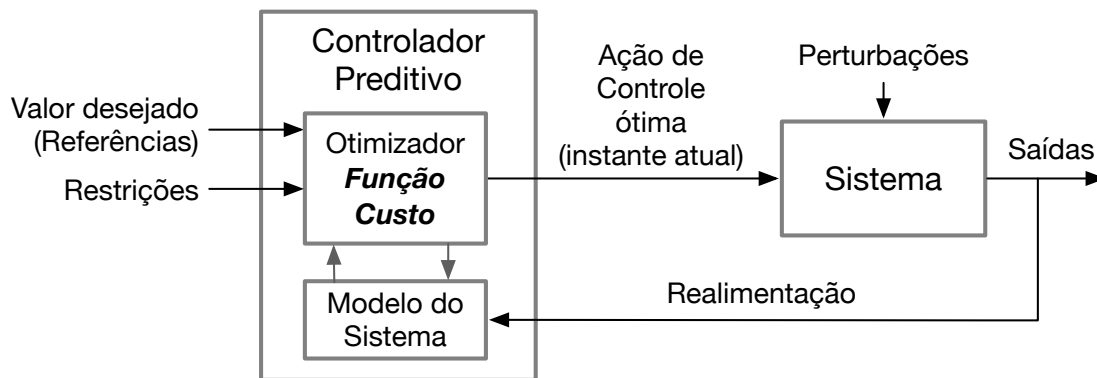 Controlador
Preditivo
Valor desejado
(Referências)
Restrições
Otimizador
Função
Custo
Modelo do
Sistema
Ação de
Controle
ótima
(instante atual)
Perturbações
Sistema
Saídas
Realimentação